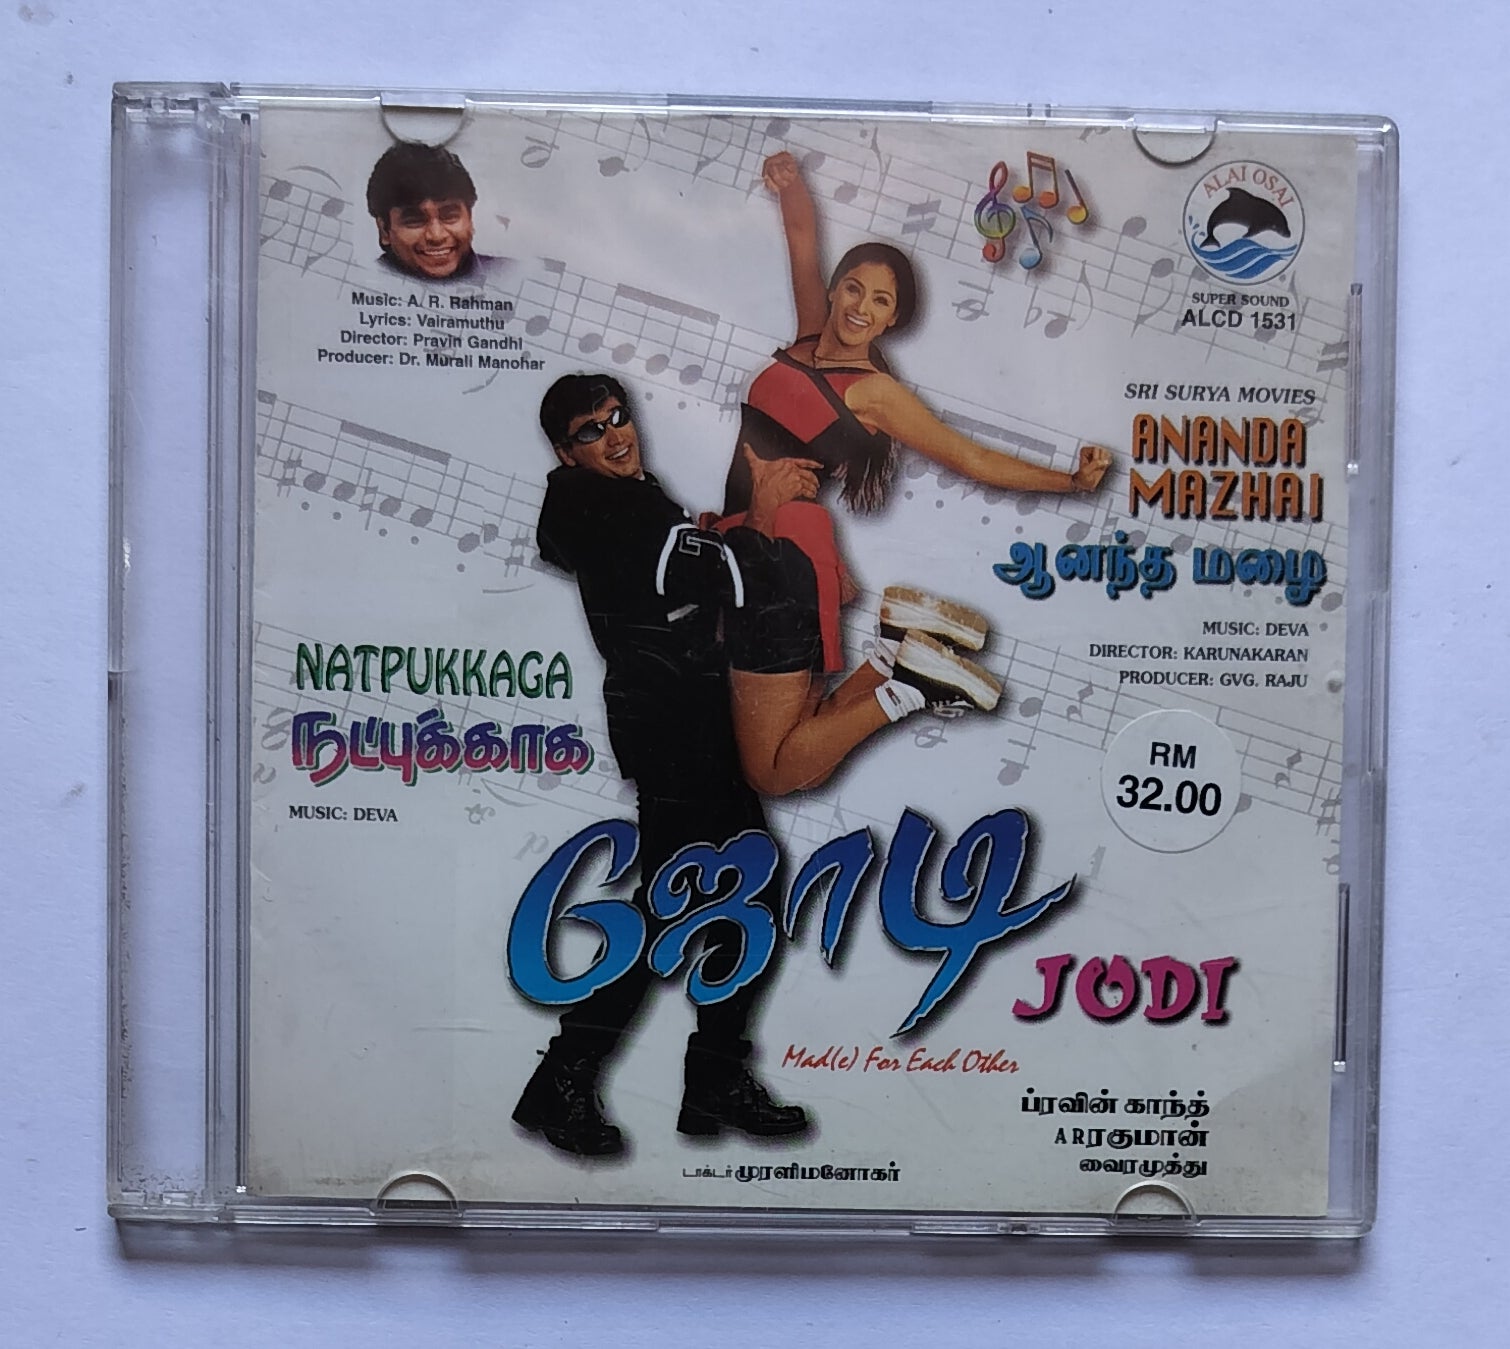 Music: A. R. Rahman
Lyrics: Vairamuthu
Director: Pravin Gandhi
Producer: Dr. Murali Manohar
ALAI OSAI
SUPER SOUND
ALCD 1531
SRI SURYA MOVIES
ANANDA
MAZHAI
ஆனந்த மழை
MUSIC: DEVA
DIRECTOR: KARUNAKARAN
PRODUCER: GVG. RAJU
NATPUKKAGA
நட்புக்காக
MUSIC: DEVA
RM
32.00
ஜோடி
JODI
Mad(e) For Each Other
ப்ரவின் காந்த்
A R ரகுமான்
வைரமுத்து
டாக்டர் முரளிமனோகர்